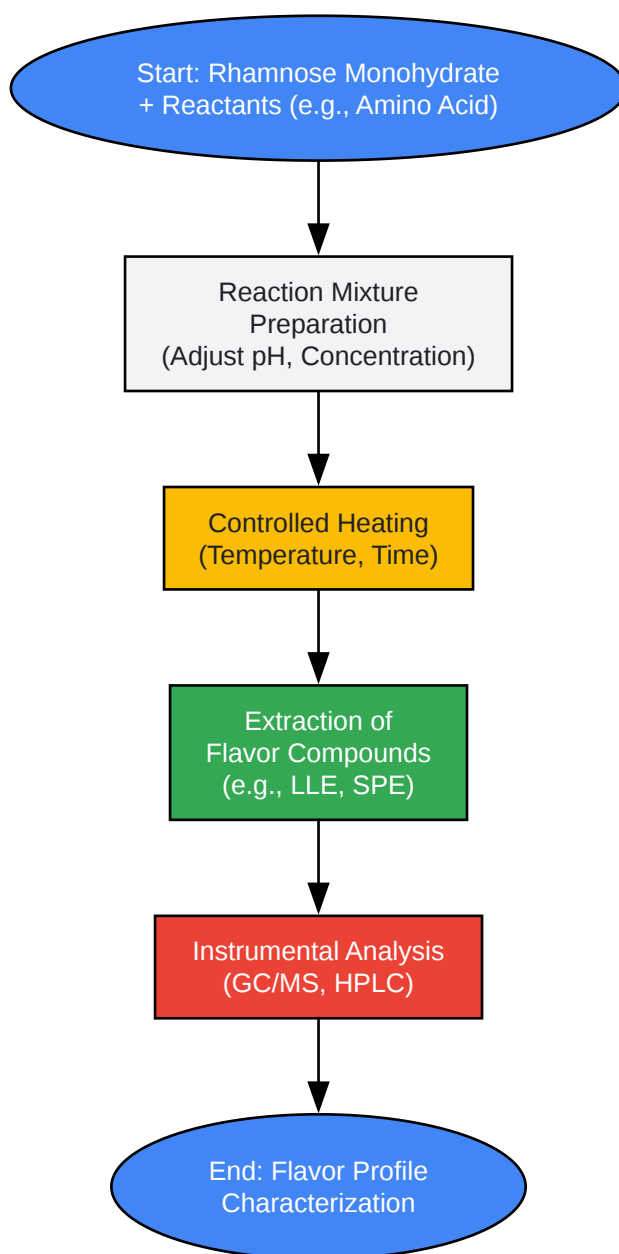 Start: Rhamnose Monohydrate
+ Reactants (e.g., Amino Acid)
Reaction Mixture
Preparation
(Adjust pH, Concentration)
Controlled Heating
(Temperature, Time)
Extraction of
Flavor Compounds
(e.g., LLE, SPE)
Instrumental Analysis
(GC/MS, HPLC)
End: Flavor Profile
Characterization